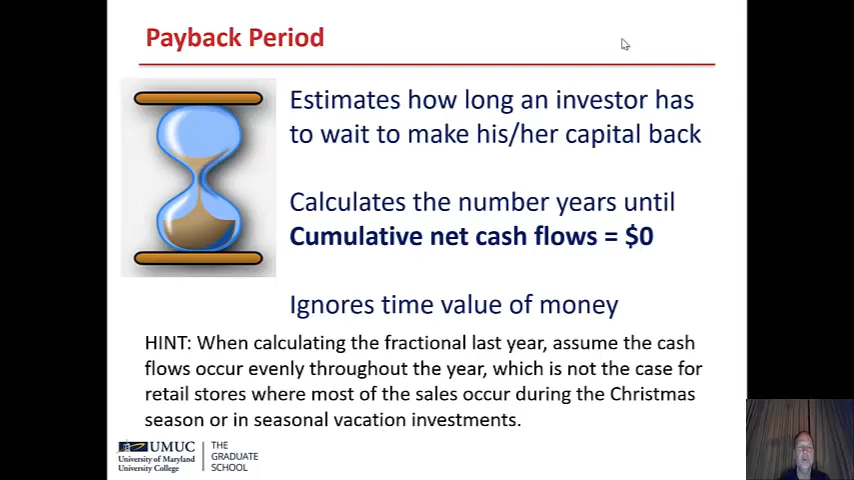 Payback Period
Estimates how long an investor has
to wait to make his/her capital back
Calculates the number years until
Cumulative net cash flows = $0
Ignores time value of money
HINT: When calculating the fractional last year, assume the cash
flows occur evenly throughout the year, which is not the case for
retail stores where most of the sales occur during the Christmas
season or in seasonal vacation investments.
UMUC
University of Maryland
University College
THE
GRADUATE
SCHOOL